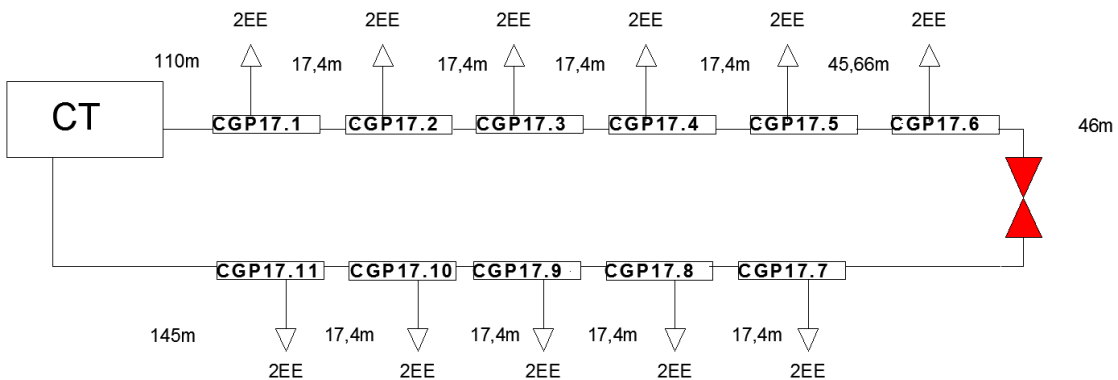 2EE 2EE 2EE 2EE 2EE 2EE
110m 17,4m 17,4m 17,4m 17,4m 45,66m
CT
CGP17.1 CGP17.2 CGP17.3 CGP17.4 CGP17.5 CGP17.6 46m
CGP17.11 CGP17.10 CGP17.9 CGP17.8 CGP17.7
145m 17,4m 17,4m 17,4m 17,4m
2EE 2EE 2EE 2EE 2EE